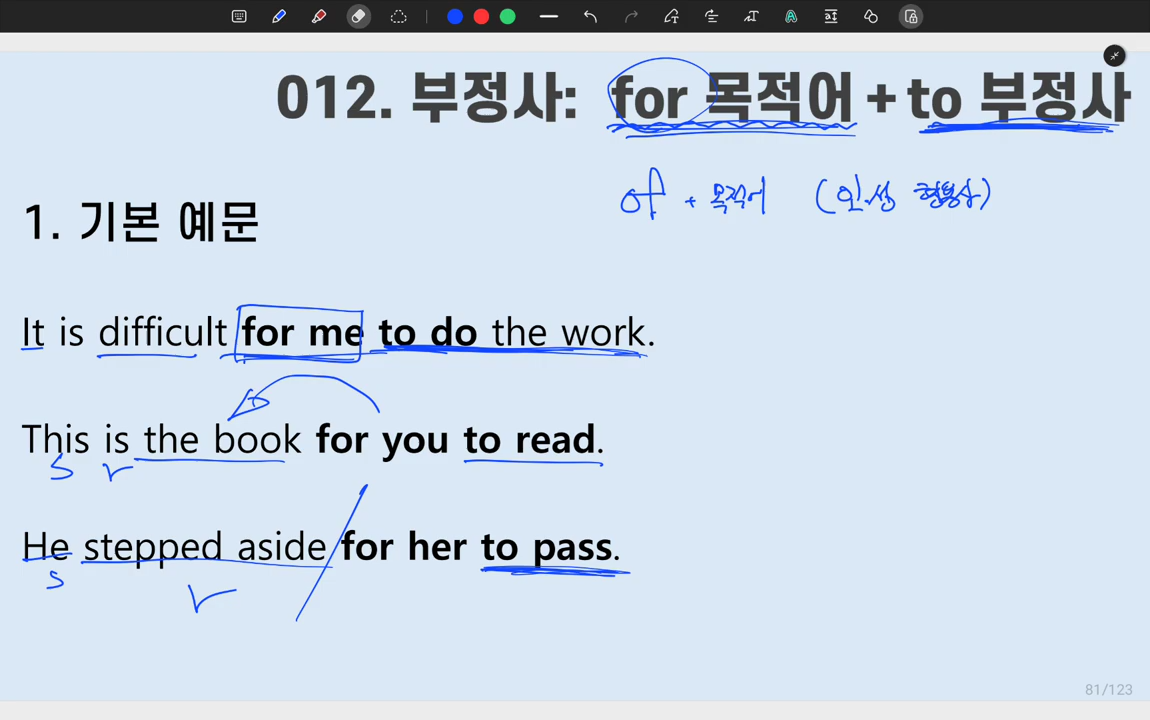 012. 부정사: for 목적어 + to 부정사
of + 목적어 (인성 형용사)
1. 기본 예문
It is difficult for me to do the work.
This is the book for you to read.
S V
He stepped aside for her to pass.
S
V
81/123